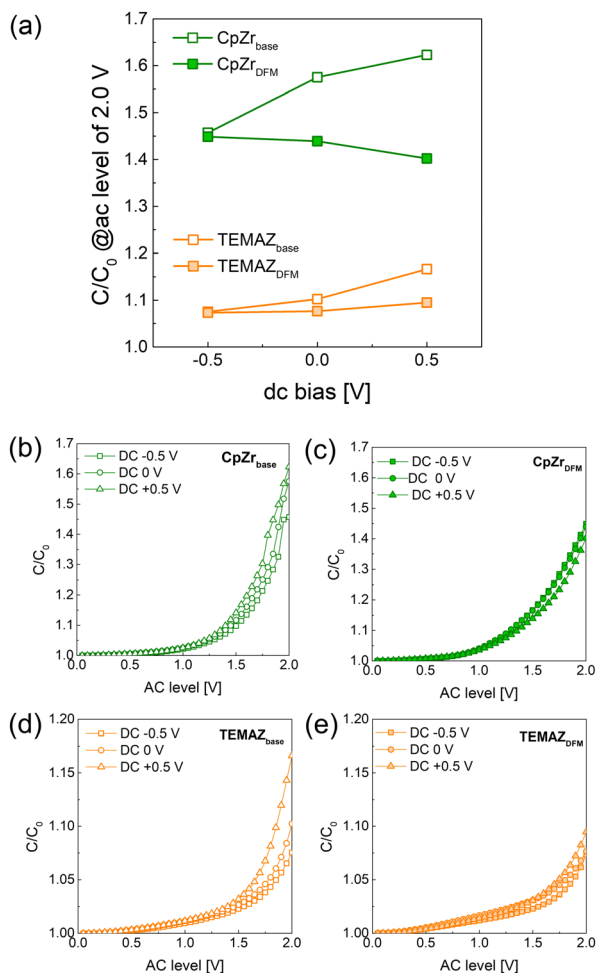 (a)
1.7
1.6
1.5
1.4
1.3
1.2
1.1
1.0
C/C0 @ac level of 2.0 V
CpZrbase
CpZrDFM
TEMAZbase
TEMAZDFM
-0.5
0.0
0.5
dc bias [V]
(b)
1.7
1.6
1.5
1.4
1.3
1.2
1.1
1.0
C/C0
DC -0.5 V
DC 0 V
DC +0.5 V
CpZrbase
0.0 0.5 1.0 1.5 2.0
AC level [V]
(c)
1.7
1.6
1.5
1.4
1.3
1.2
1.1
1.0
C/C0
DC -0.5 V
DC 0 V
DC +0.5 V
CpZrDFM
0.0 0.5 1.0 1.5 2.0
AC level [V]
(d)
1.20
1.15
1.10
1.05
1.00
C/C0
DC -0.5 V
DC 0 V
DC +0.5 V
TEMAZbase
0.0 0.5 1.0 1.5 2.0
AC level [V]
(e)
1.20
1.15
1.10
1.05
1.00
C/C0
DC -0.5 V
DC 0 V
DC +0.5 V
TEMAZDFM
0.0 0.5 1.0 1.5 2.0
AC level [V]